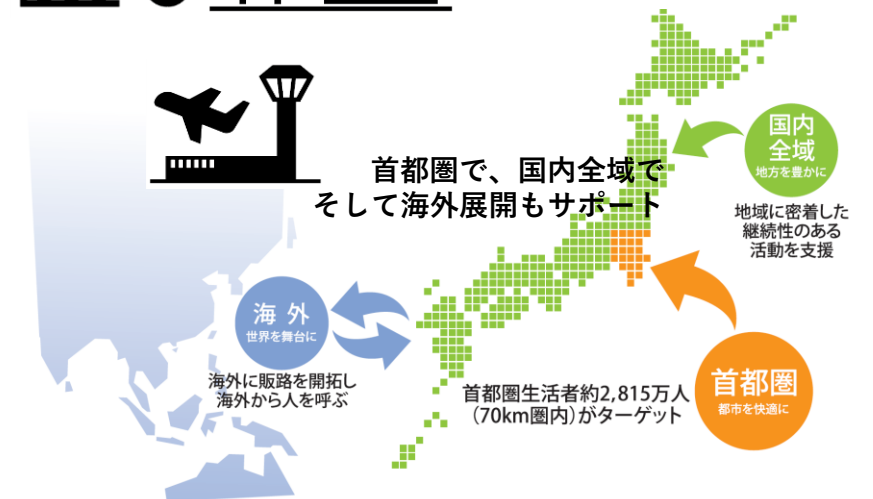 首都圏で、国内全域で
そして海外展開もサポート
国内
全域
地方を豊かに
地域に密着した
継続性のある
活動を支援
海外
世界を舞台に
海外に販路を開拓し
海外から人を呼ぶ
首都圏生活者約2,815万人
（70km圏内）がターゲット
首都圏
都市を快適に